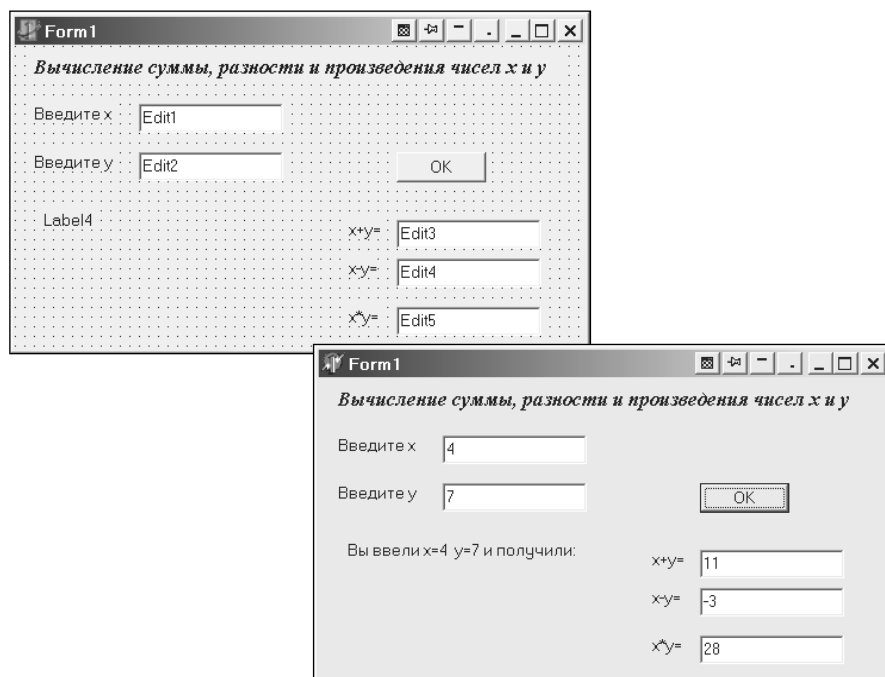 Form1
Вычисление суммы, разности и произведения чисел x и y
Введите x Edit1
Введите y Edit2 OK
Label4
x+y= Edit3
x-y= Edit4
x*y= Edit5
Form1
Вычисление суммы, разности и произведения чисел x и y
Введите x 4
Введите y 7 OK
Вы ввели x=4 y=7 и получили:
x+y= 11
x-y= -3
x*y= 28